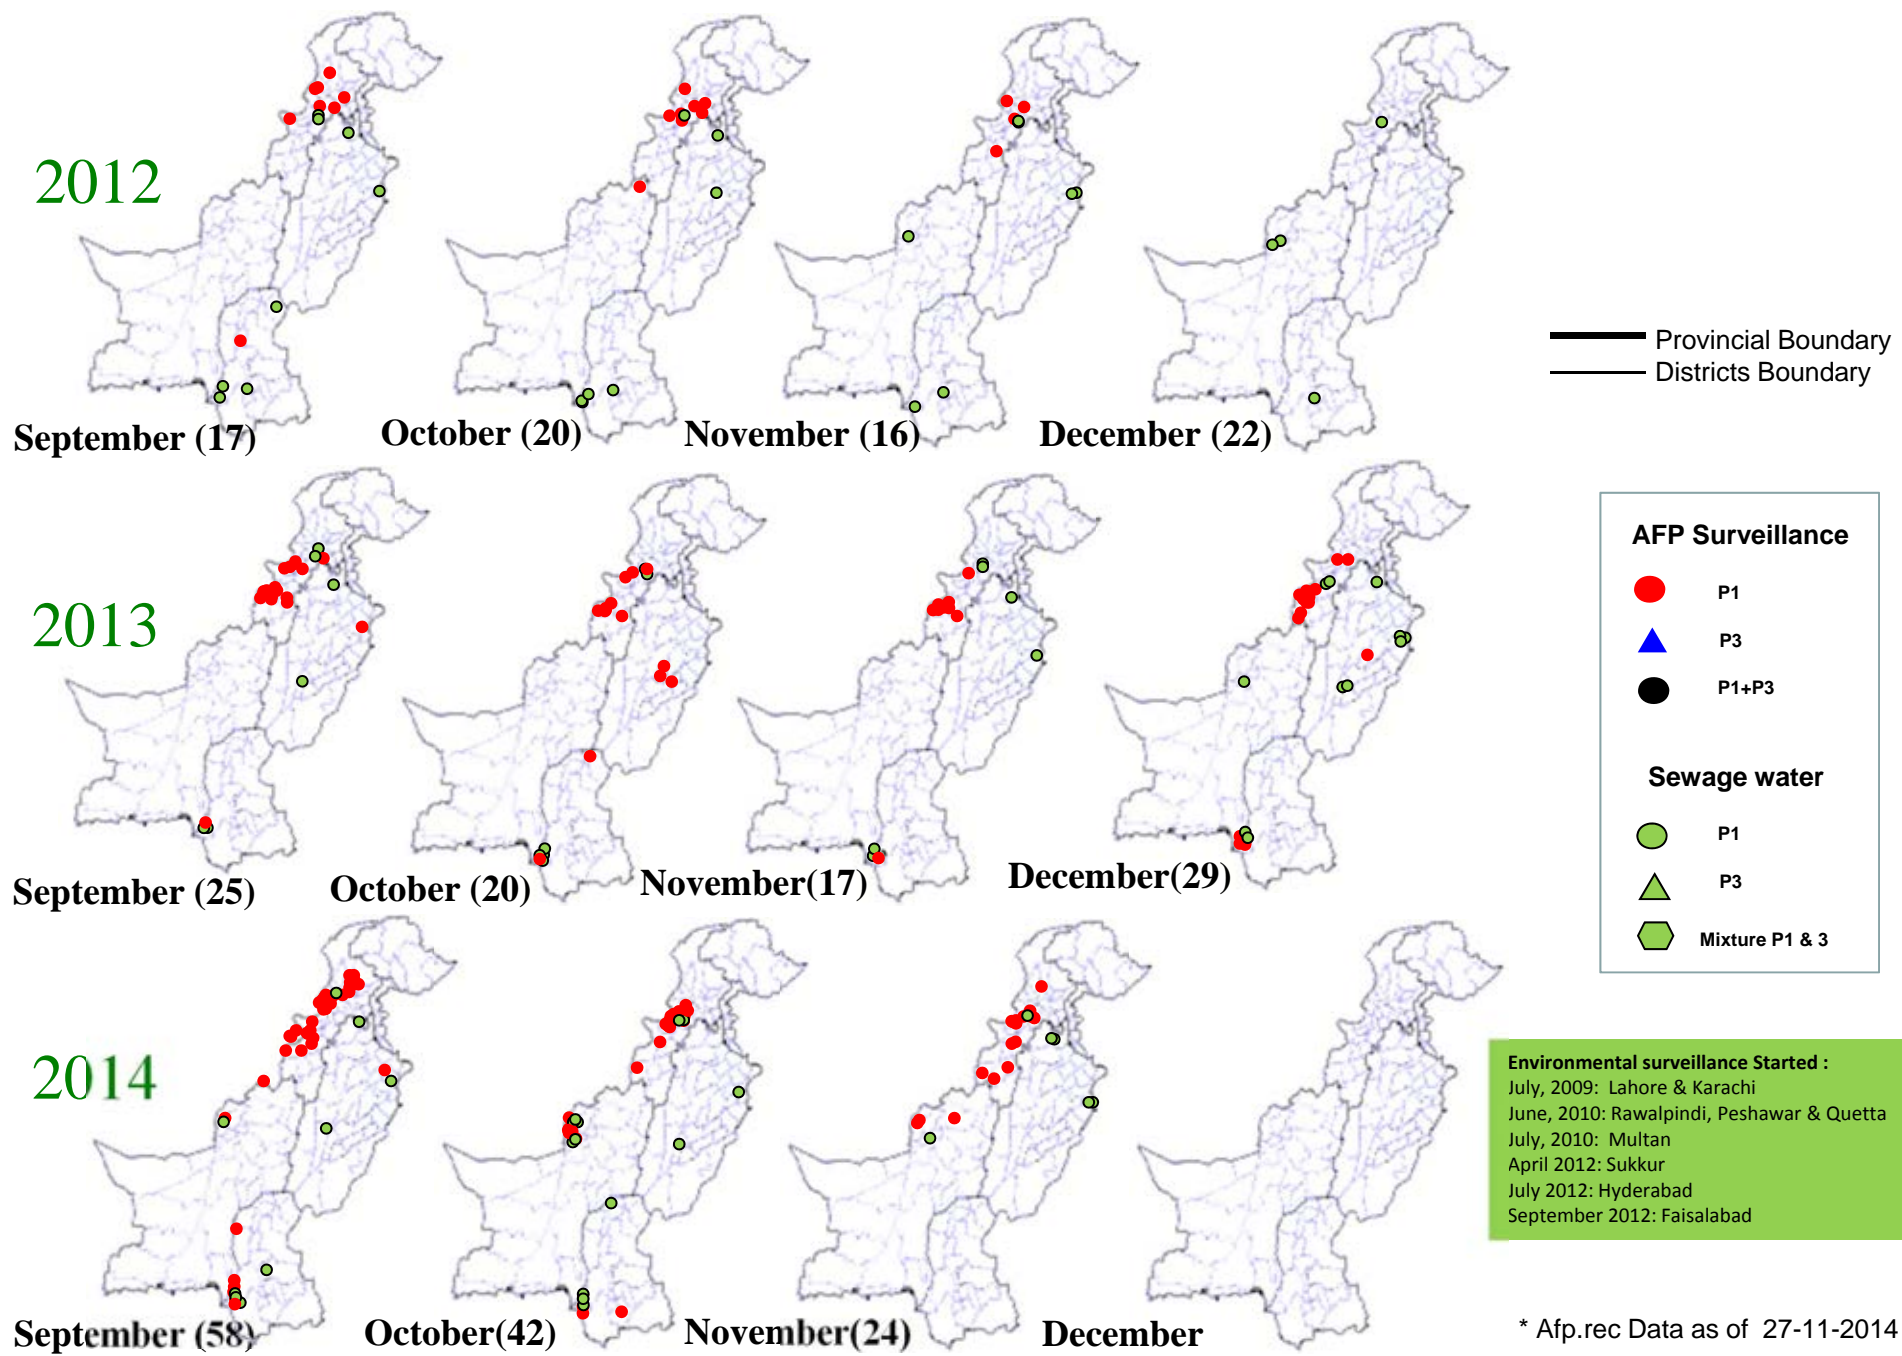 2012
September (17)
October (20)
November (16)
December (22)
Provincial Boundary
Districts Boundary
2013
September (25)
October (20)
November(17)
December(29)
AFP Surveillance
P1
P3
P1+P3
Sewage water
P1
P3
Mixture P1 & 3
2014
September (58)
October(42)
November(24)
December
Environmental surveillance Started :
July, 2009: Lahore & Karachi
June, 2010: Rawalpindi, Peshawar & Quetta
July, 2010: Multan
April 2012: Sukkur
July 2012: Hyderabad
September 2012: Faisalabad
* Afp.rec Data as of 27-11-2014